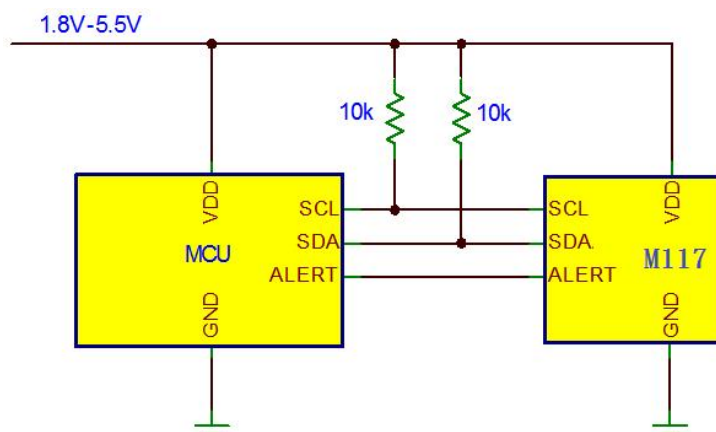 1.8V-5.5V
10k
10k
VDD
SCL
SDA
ALERT
MCU
GND
VDD
SCL
SDA.
ALERT
M117
GND